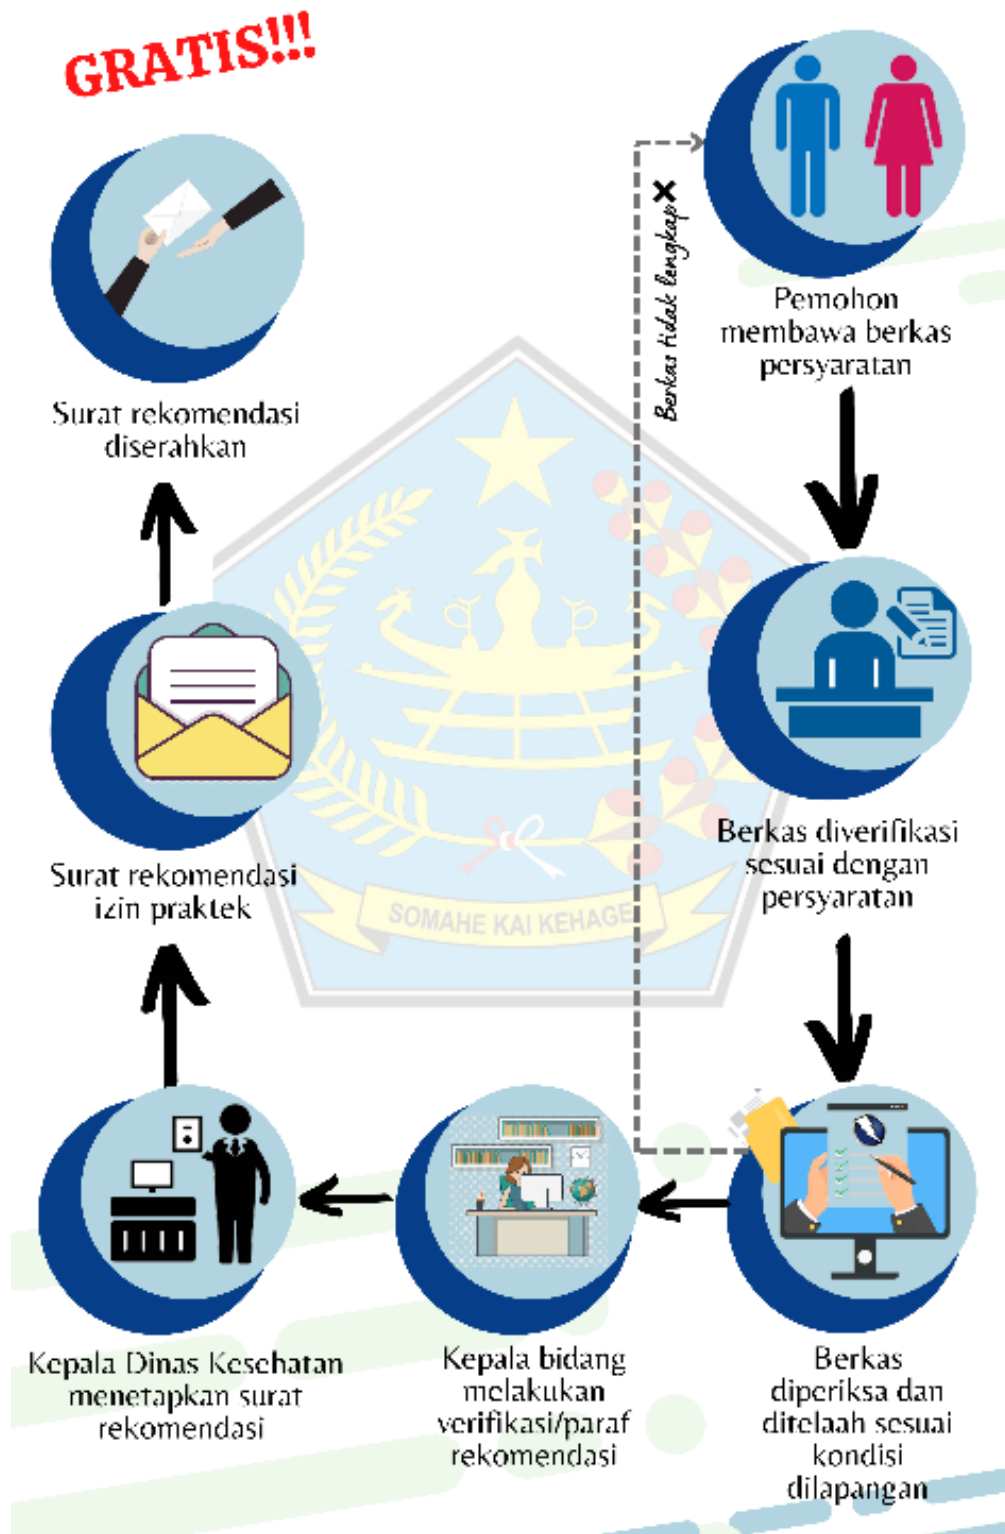 GRATIS!!!
Pemohon
membawa berkas
persyaratan
Berkas tidak lengkap
Berkas diverifikasi
sesuai dengan
persyaratan
Berkas
diperiksa dan
ditelaah sesuai
kondisi
dilapangan
Kepala bidang
melakukan
verifikasi/paraf
rekomendasi
Kepala Dinas Kesehatan
menetapkan surat
rekomendasi
Surat rekomendasi
izin praktek
Surat rekomendasi
diserahkan
SOMAHE KAI KEHAGE